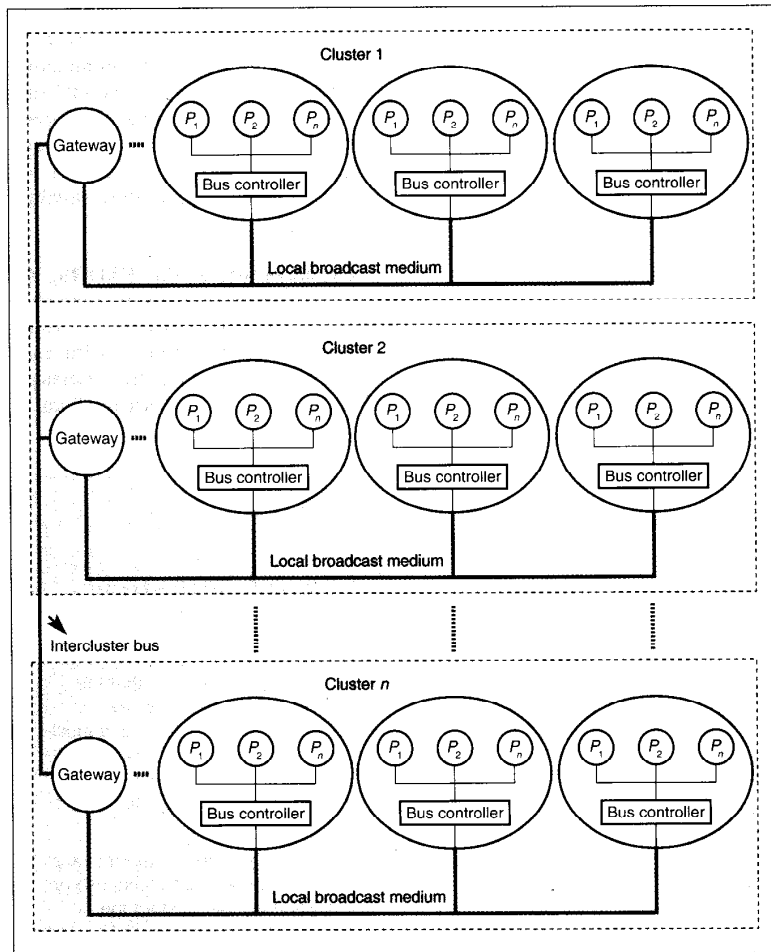 Cluster 1
P1 P2 Pn P1 P2 Pn P1 P2 Pn
Gateway
Bus controller Bus controller Bus controller
Local broadcast medium
Cluster 2
P1 P2 Pn P1 P2 Pn P1 P2 Pn
Gateway
Bus controller Bus controller Bus controller
Local broadcast medium
Intercluster bus
Cluster n
P1 P2 Pn P1 P2 Pn P1 P2 Pn
Gateway
Bus controller Bus controller Bus controller
Local broadcast medium